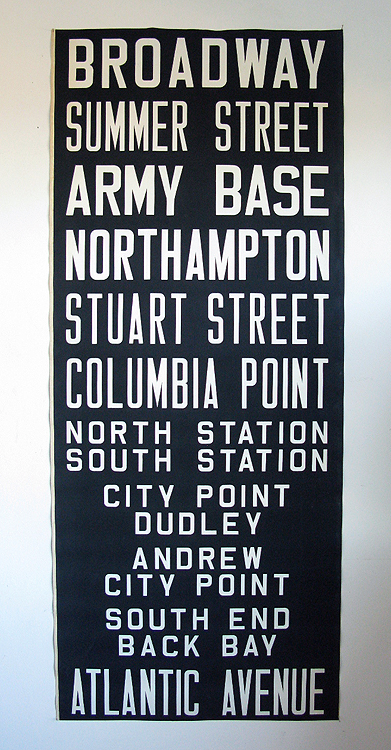 BROADWAY
SUMMER STREET
ARMY BASE
NORTHAMPTON
STUART STREET
COLUMBIA POINT
NORTH STATION
SOUTH STATION
CITY POINT
DUDLEY
ANDREW
CITY POINT
SOUTH END
BACK BAY
ATLANTIC AVENUE